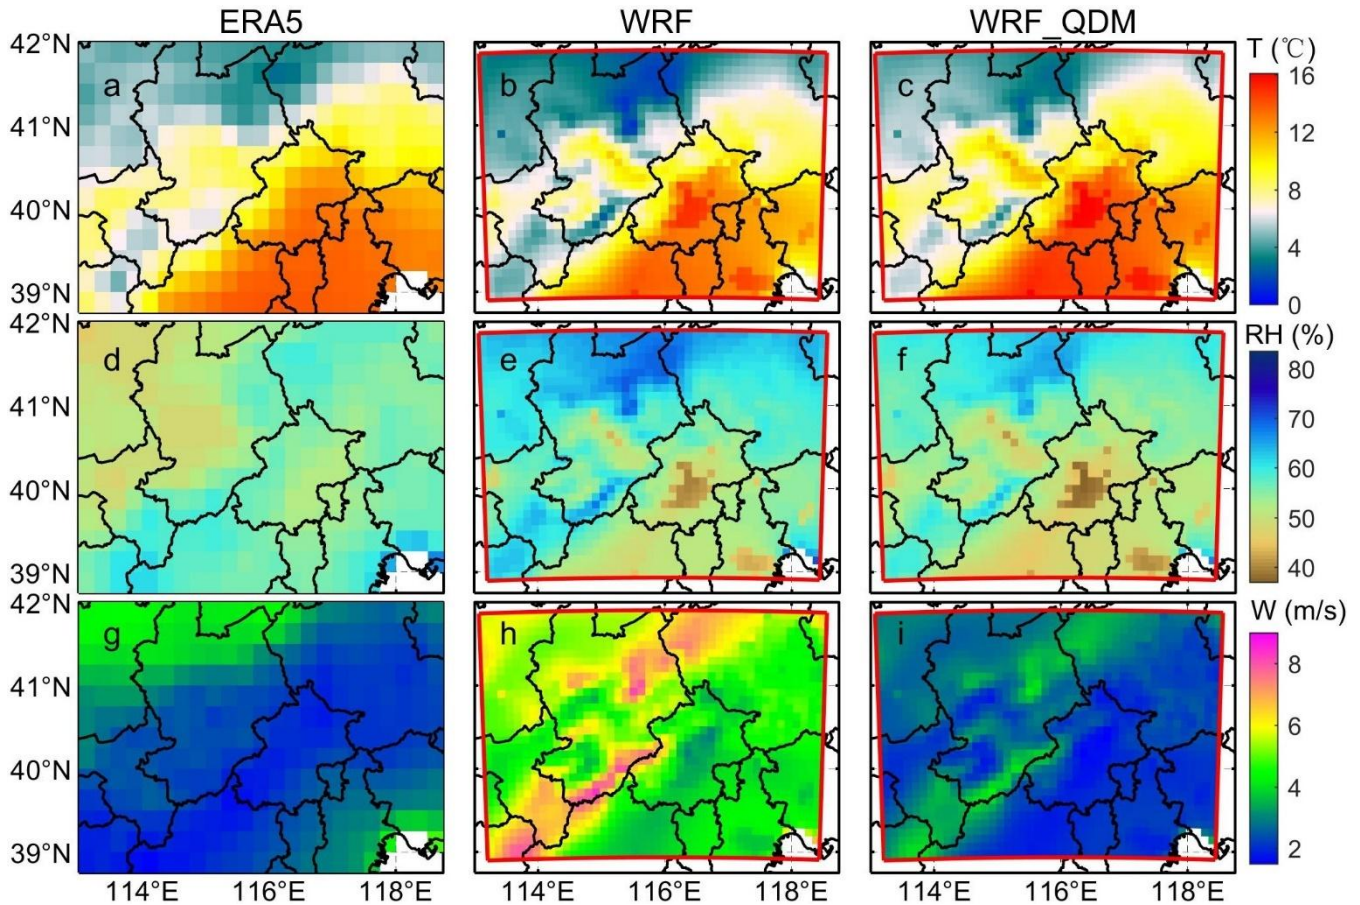 ERA5 WRF WRF_QDM
42°N a b c T (℃)
16
41°N 12
40°N 8
4
39°N 0
42°N d e f RH (%)
80
41°N 70
60
40°N 50
39°N 40
42°N g h i W (m/s)
8
41°N 6
40°N 4
39°N 2
114°E 116°E 118°E 114°E 116°E 118°E 114°E 116°E 118°E